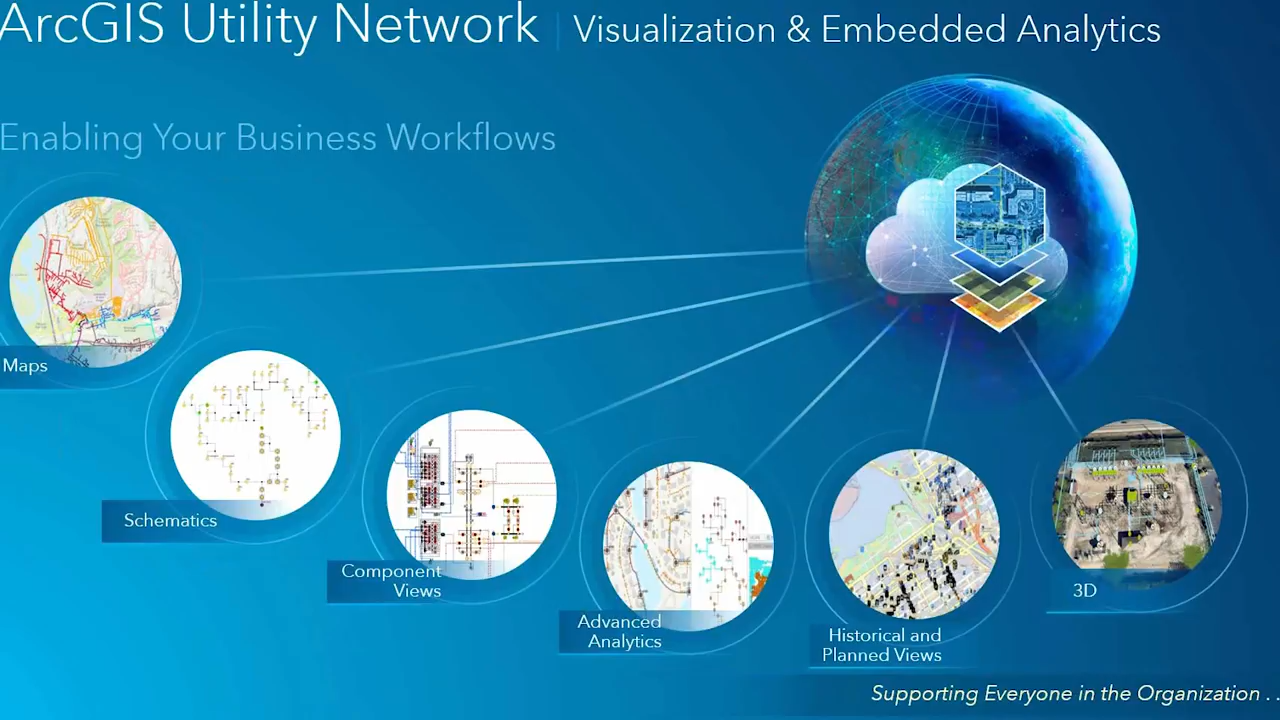 ArcGIS Utility Network | Visualization & Embedded Analytics
Enabling Your Business Workflows
Maps
Schematics
Component
Views
Advanced
Analytics
Historical and
Planned Views
3D
Supporting Everyone in the Organization . .